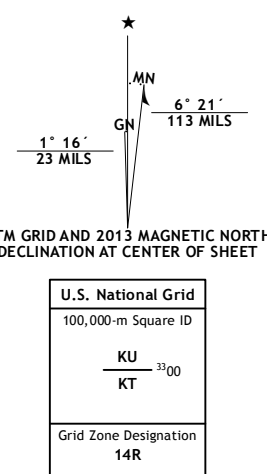 ★
MN
GN
6° 21´
113 MILS
1° 16´
23 MILS
TM GRID AND 2013 MAGNETIC NORTH
DECLINATION AT CENTER OF SHEET
U.S. National Grid
100,000-m Square ID
KU
KT
3300
Grid Zone Designation
14R